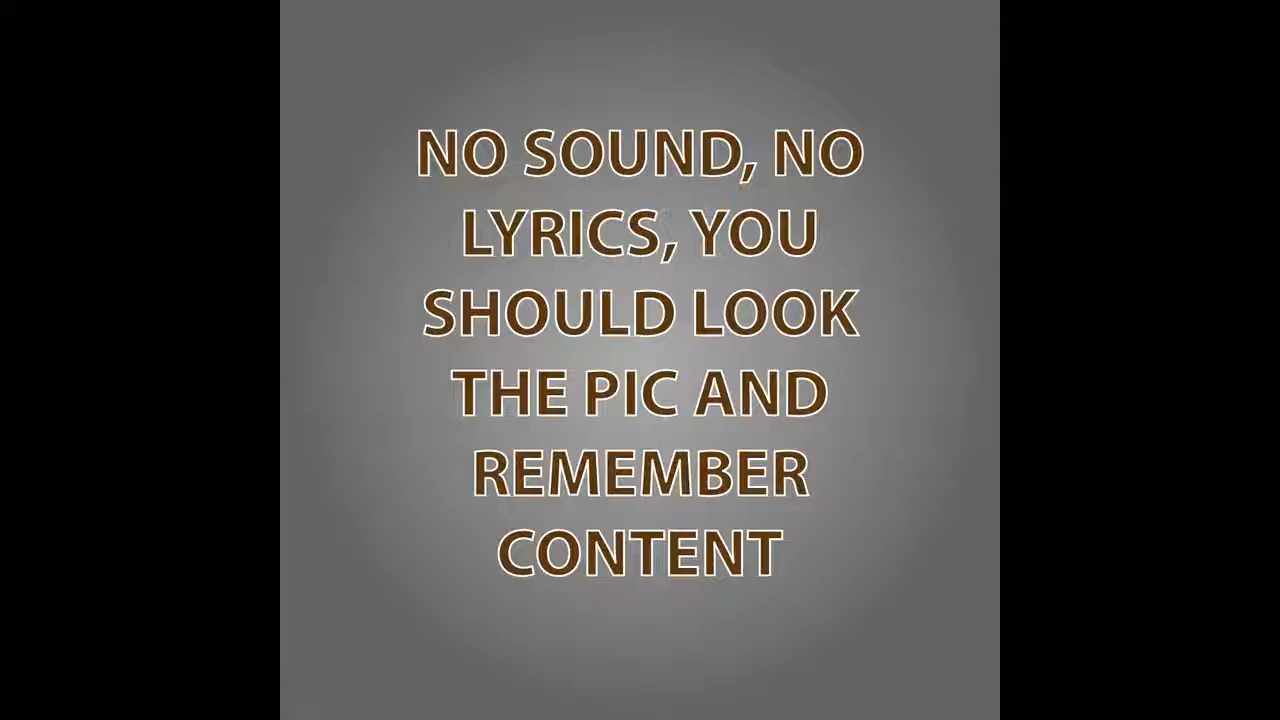 NO SOUND, NO
LYRICS, YOU
SHOULD LOOK
THE PIC AND
REMEMBER
CONTENT